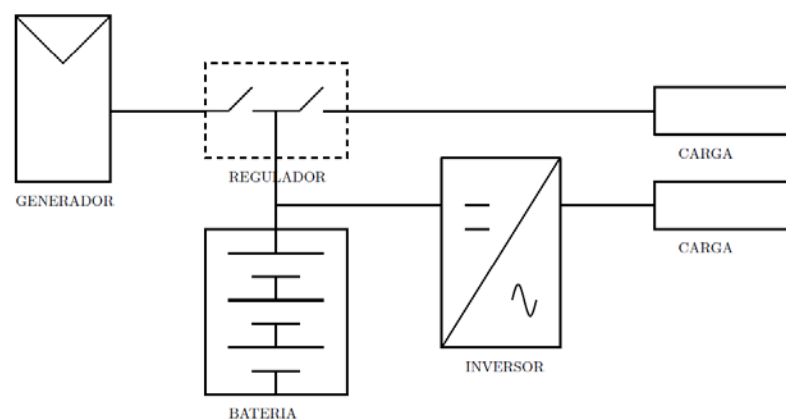 CARGA
REGULADOR
GENERADOR
CARGA
INVERSOR
BATERIA